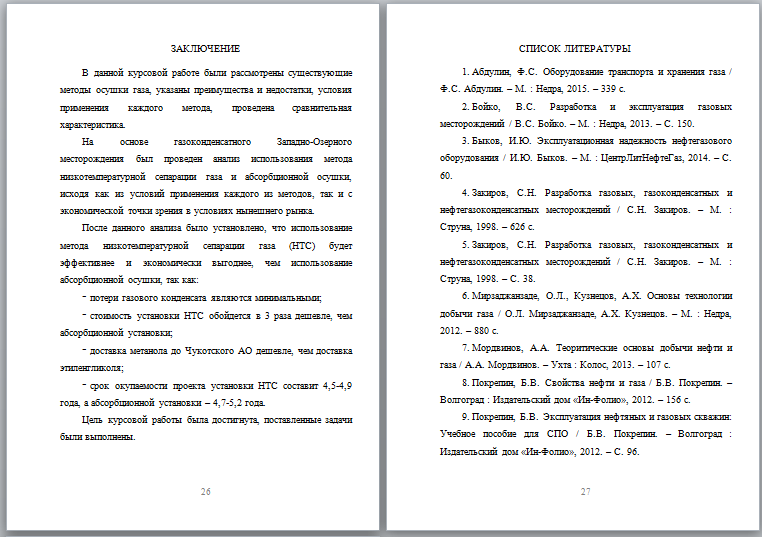 ЗАКЛЮЧЕНИЕ
В данной курсовой работе были рассмотрены существующие
методы осушки газа, указаны преимущества и недостатки, условия
применения каждого метода, проведена сравнительная
характеристика.
На основе газоконденсатного Западно-Озерного
месторождения был проведен анализ использования метода
низкотемпературной сепарации газа и абсорбционной осушки,
исходя как из условий применения каждого из методов, так и с
экономической точки зрения в условиях нынешнего рынка.
После данного анализа было установлено, что использование
метода низкотемпературной сепарации газа (НТС) будет
эффективнее и экономически выгоднее, чем использование
абсорбционной осушки, так как:
- потери газового конденсата являются минимальными;
- стоимость установки НТС обойдется в 3 раза дешевле, чем
абсорбционной установки;
- доставка метанола до Чукотского АО дешевле, чем доставка
этиленгликоля;
- срок окупаемости проекта установки НТС составит 4,5-4,9
года, а абсорбционной установки – 4,7-5,2 года.
Цель курсовой работы была достигнута, поставленные задачи
были выполнены.
26
СПИСОК ЛИТЕРАТУРЫ
1. Абдулин, Ф.С. Оборудование транспорта и хранения газа /
Ф.С. Абдулин. – М. : Недра, 2015. – 339 с.
2. Бойко, В.С. Разработка и эксплуатация газовых
месторождений / В.С. Бойко. – М. : Недра, 2013. – С. 150.
3. Быков, И.Ю. Эксплуатационная надежность нефтегазового
оборудования / И.Ю. Быков. – М. : ЦентрЛитНефтеГаз, 2014. – С.
60.
4. Закиров, С.Н. Разработка газовых, газоконденсатных и
нефтегазоконденсатных месторождений / С.Н. Закиров. – М. :
Струна, 1998. – 626 с.
5. Закиров, С.Н. Разработка газовых, газоконденсатных и
нефтегазоконденсатных месторождений / С.Н. Закиров. – М. :
Струна, 1998. – С. 38.
6. Мирзаджанзаде, О.Л., Кузнецов, А.Х. Основы технологии
добычи газа / О.Л. Мирзаджанзаде, А.Х. Кузнецов. – М. : Недра,
2012. – 880 с.
7. Мордвинов, А.А. Теоритические основы добычи нефти и
газа / А.А. Мордвинов. – Ухта : Колос, 2013. – 107 с.
8. Покрепин, Б.В. Свойства нефти и газа / Б.В. Покрепин. –
Волгоград : Издательский дом «Ин-Фолио», 2012. – 156 с.
9. Покрепин, Б.В. Эксплуатация нефтяных и газовых скважин:
Учебное пособие для СПО / Б.В. Покрепин. – Волгоград :
Издательский дом «Ин-Фолио», 2012. – С. 96.
27